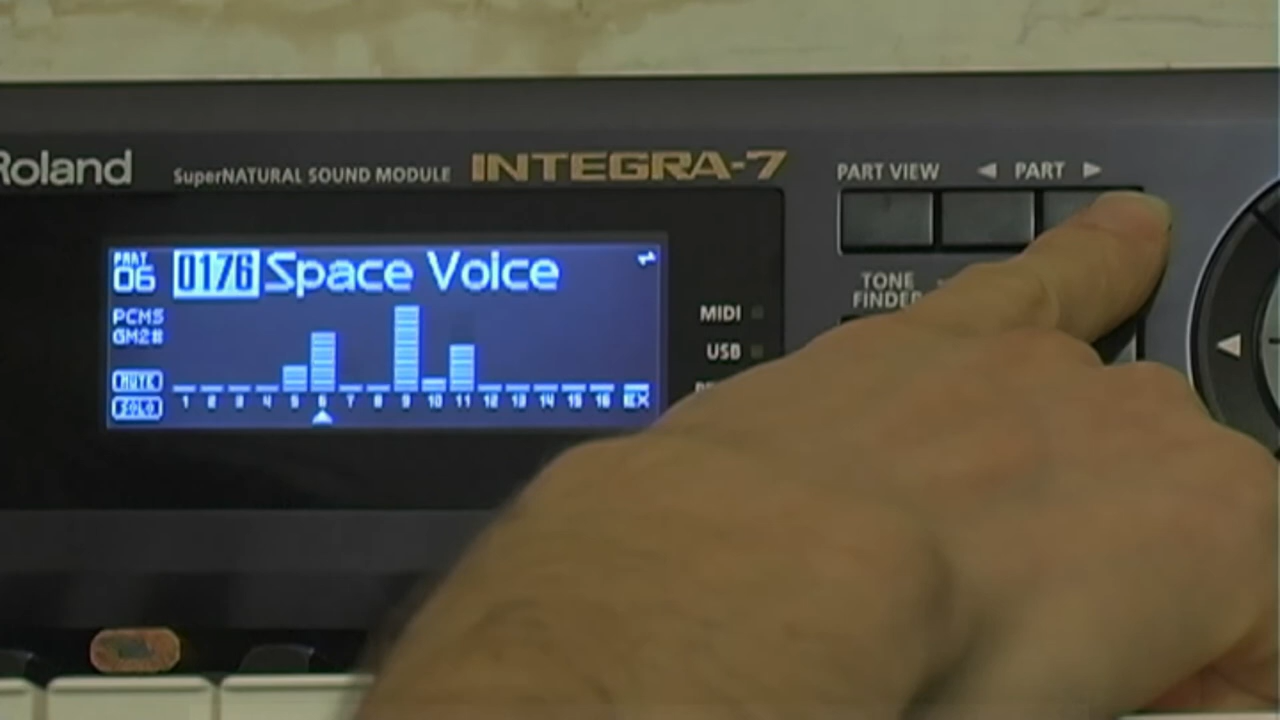 Roland SuperNATURAL SOUND MODULE INTEGRA-7
PART VIEW ◀ PART ▶
PART
06 0176 Space Voice
TONE
FINDER
PCMS
GM2#
MIDI
USB
MUTE
SOLO
1 2 3 4 5 6 7 8 9 10 11 12 13 14 15 16 EX